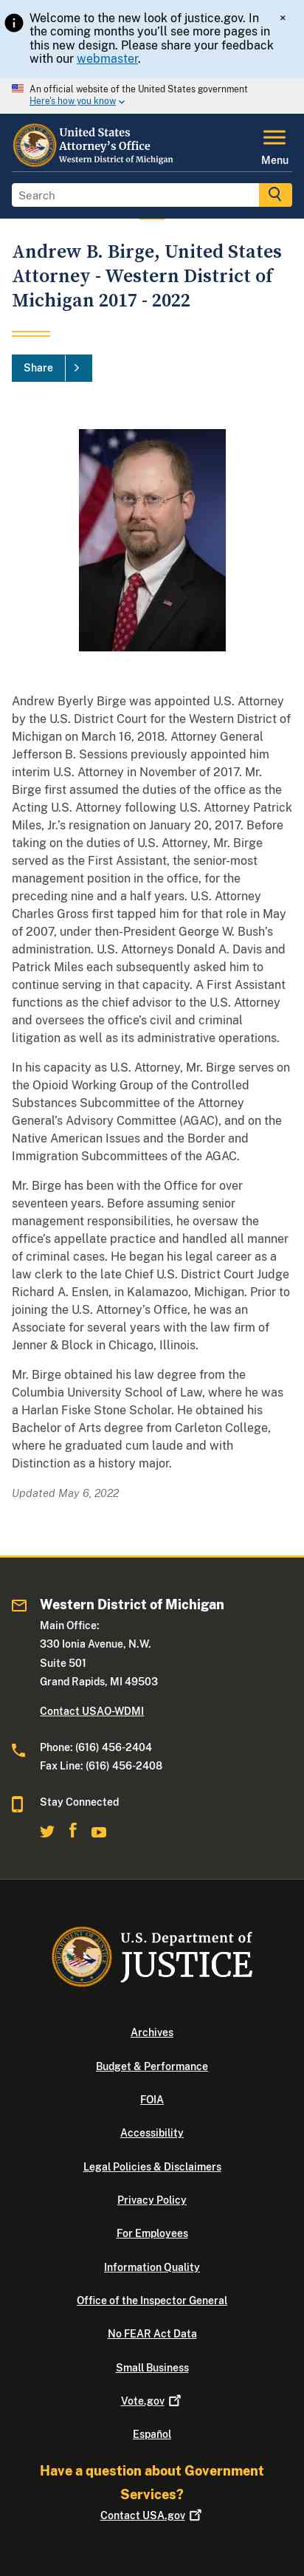 Welcome to the new look of justice.gov. In
the coming months you'll see more pages in
this new design. Please share your feedback
with our webmaster.
×
An official website of the United States government
Here's how you know
United States
Attorney's Office
Western District of Michigan
Menu
Search
Andrew B. Birge, United States
Attorney - Western District of
Michigan 2017 - 2022
Share
Andrew Byerly Birge was appointed U.S. Attorney
by the U.S. District Court for the Western District of
Michigan on March 16, 2018. Attorney General
Jefferson B. Sessions previously appointed him
interim U.S. Attorney in November of 2017. Mr.
Birge first assumed the duties of the office as the
Acting U.S. Attorney following U.S. Attorney Patrick
Miles, Jr.'s resignation on January 20, 2017. Before
taking on the duties of U.S. Attorney, Mr. Birge
served as the First Assistant, the senior-most
management position in the office, for the
preceding nine and a half years. U.S. Attorney
Charles Gross first tapped him for that role in May
of 2007, under then-President George W. Bush's
administration. U.S. Attorneys Donald A. Davis and
Patrick Miles each subsequently asked him to
continue serving in that capacity. A First Assistant
functions as the chief advisor to the U.S. Attorney
and oversees the office's civil and criminal
litigation as well as its administrative operations.
In his capacity as U.S. Attorney, Mr. Birge serves on
the Opioid Working Group of the Controlled
Substances Subcommittee of the Attorney
General's Advisory Committee (AGAC), and on the
Native American Issues and the Border and
Immigration Subcommittees of the AGAC.
Mr. Birge has been with the Office for over
seventeen years. Before assuming senior
management responsibilities, he oversaw the
office's appellate practice and handled all manner
of criminal cases. He began his legal career as a
law clerk to the late Chief U.S. District Court Judge
Richard A. Enslen, in Kalamazoo, Michigan. Prior to
joining the U.S. Attorney's Office, he was an
Associate for several years with the law firm of
Jenner & Block in Chicago, Illinois.
Mr. Birge obtained his law degree from the
Columbia University School of Law, where he was
a Harlan Fiske Stone Scholar. He obtained his
Bachelor of Arts degree from Carleton College,
where he graduated cum laude and with
Distinction as a history major.
Updated May 6, 2022
Western District of Michigan
Main Office:
330 Ionia Avenue, N.W.
Suite 501
Grand Rapids, MI 49503
Contact USAO-WDMI
Phone: (616) 456-2404
Fax Line: (616) 456-2408
Stay Connected
U.S. Department of
JUSTICE
Archives
Budget & Performance
FOIA
Accessibility
Legal Policies & Disclaimers
Privacy Policy
For Employees
Information Quality
Office of the Inspector General
No FEAR Act Data
Small Business
Vote.gov
Español
Have a question about Government
Services?
Contact USA.gov